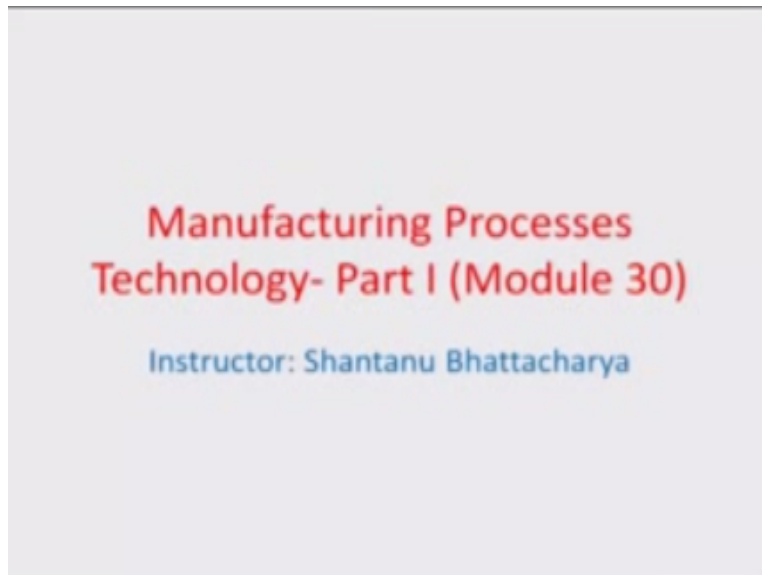 Manufacturing Processes
Technology- Part I (Module 30)
Instructor: Shantanu Bhattacharya